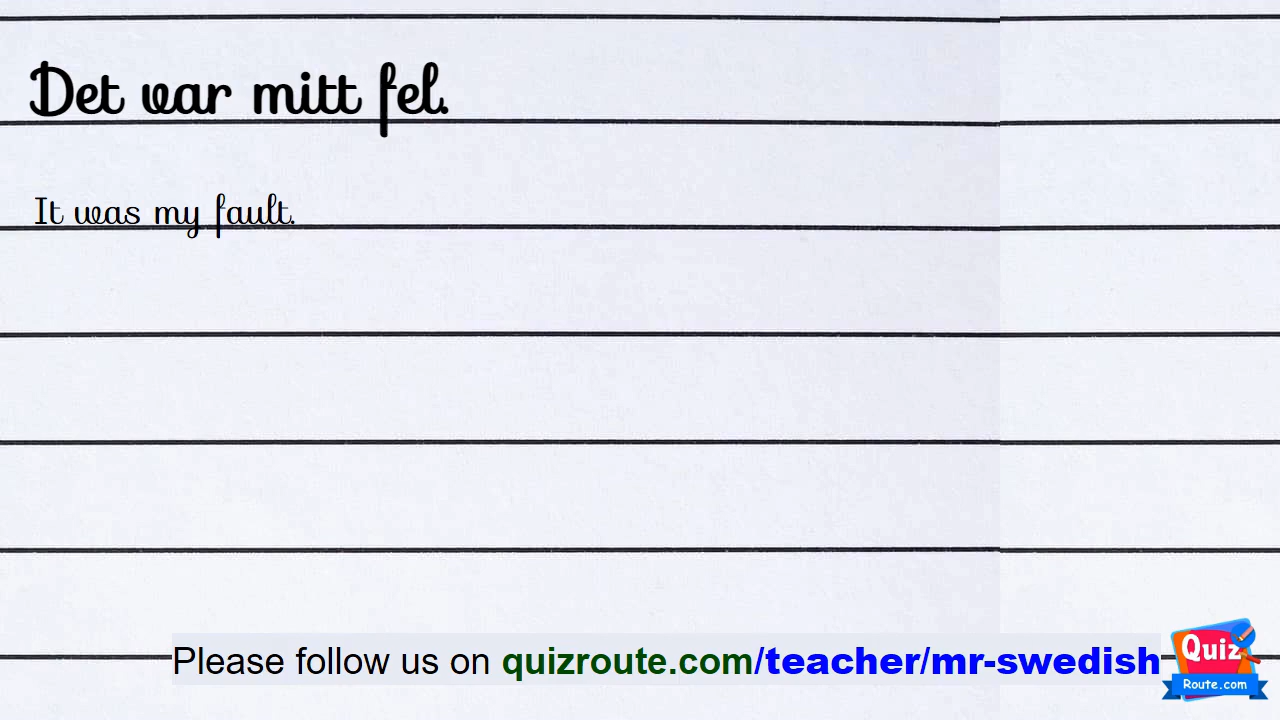 Det var mitt fel.
It was my fault.
Please follow us on quizroute.com/teacher/mr-swedish
Quiz
Route.com